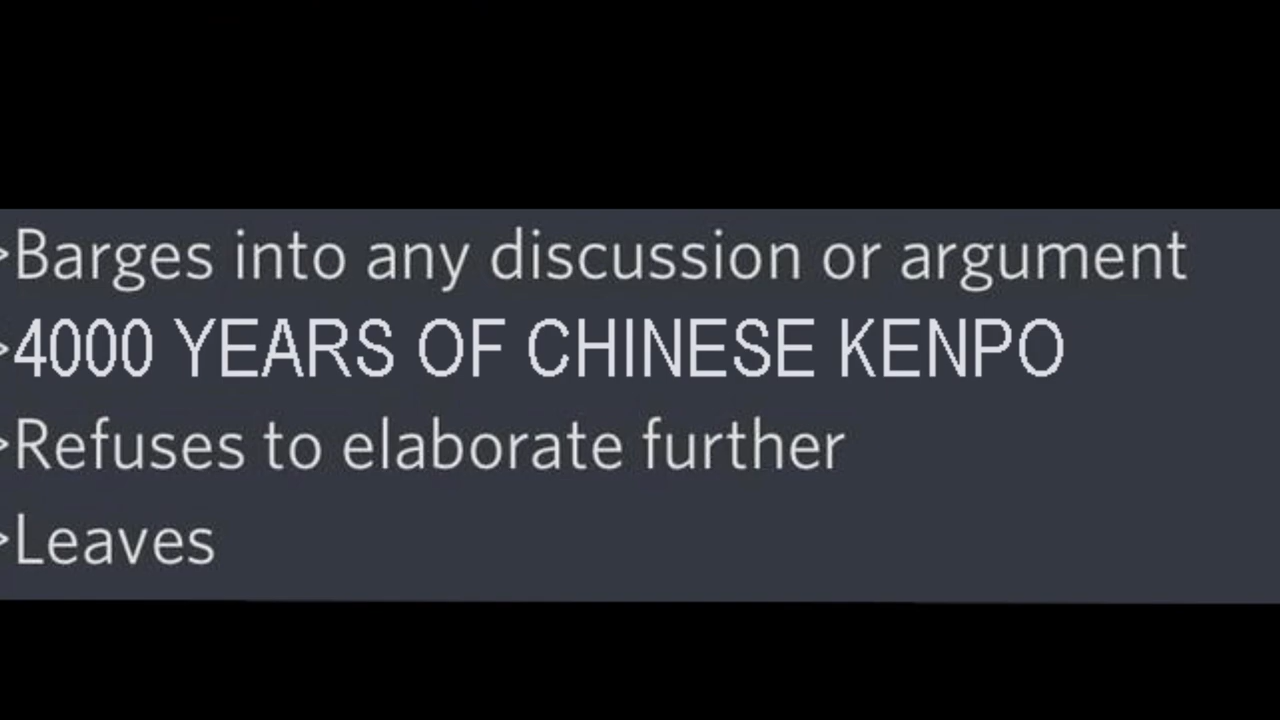 >Barges into any discussion or argument
>4000 YEARS OF CHINESE KENPO
>Refuses to elaborate further
>Leaves